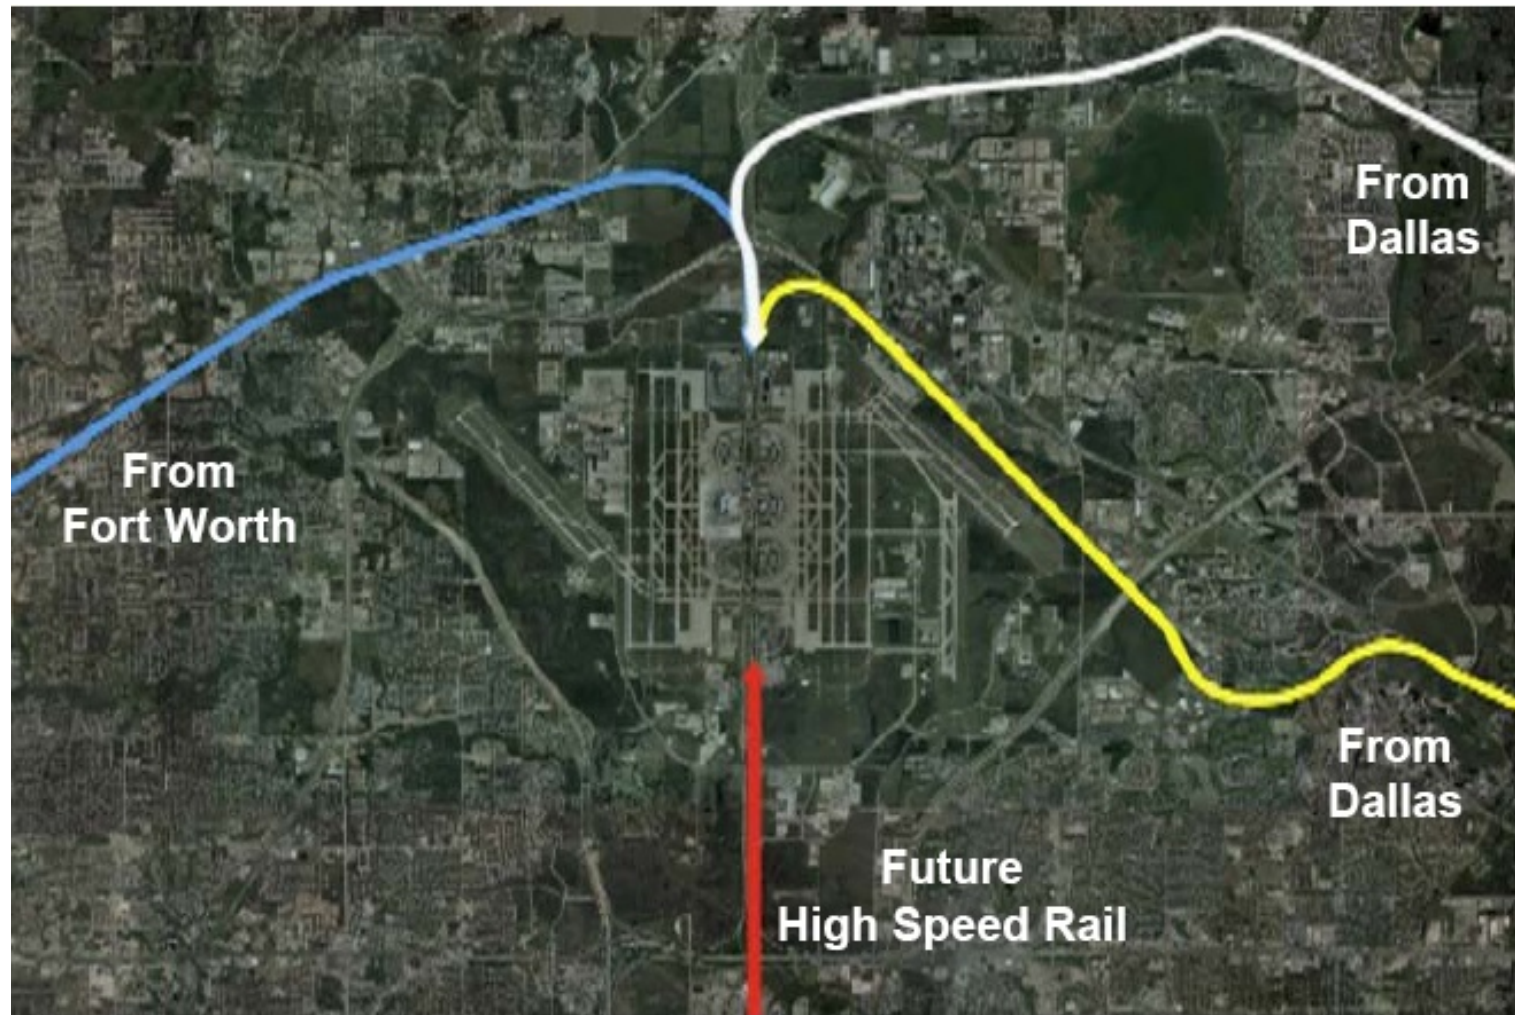 From
Dallas
From
Fort Worth
From
Dallas
Future
High Speed Rail